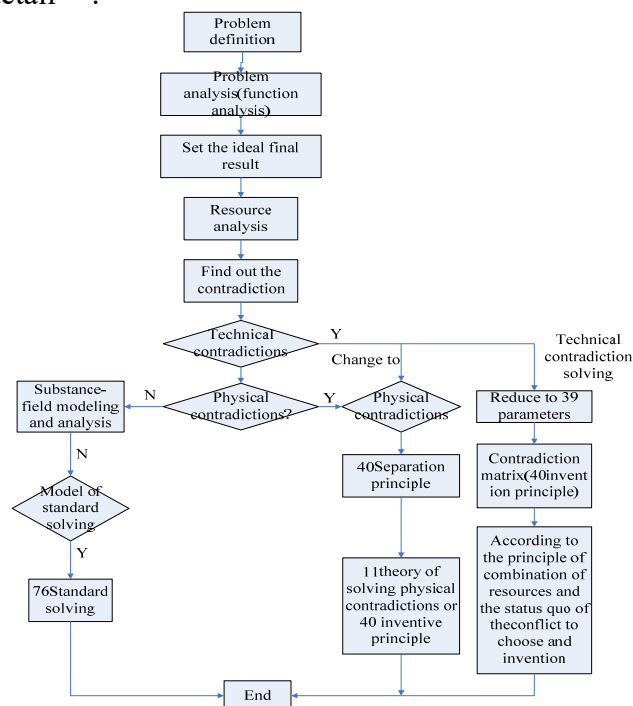 Problem
definition
Problem
analysis(function
analysis)
Set the ideal final
result
Resource
analysis
Find out the
contradiction
Technical
contradictions
Y
Change to
Technical
contradiction
solving
Substance-
field modeling
and analysis
N
Physical
contradictions?
Y
Physical
contradictions
Reduce to 39
parameters
N
Model of
standard
solving
Y
76Standard
solving
40Separation
principle
11theory of
solving physical
contradictions or
40 inventive
principle
Contradiction
matrix(40invent
ion principle)
According to
the principle of
combination of
resources and
the status quo of
theconflict to
choose and
invention
End